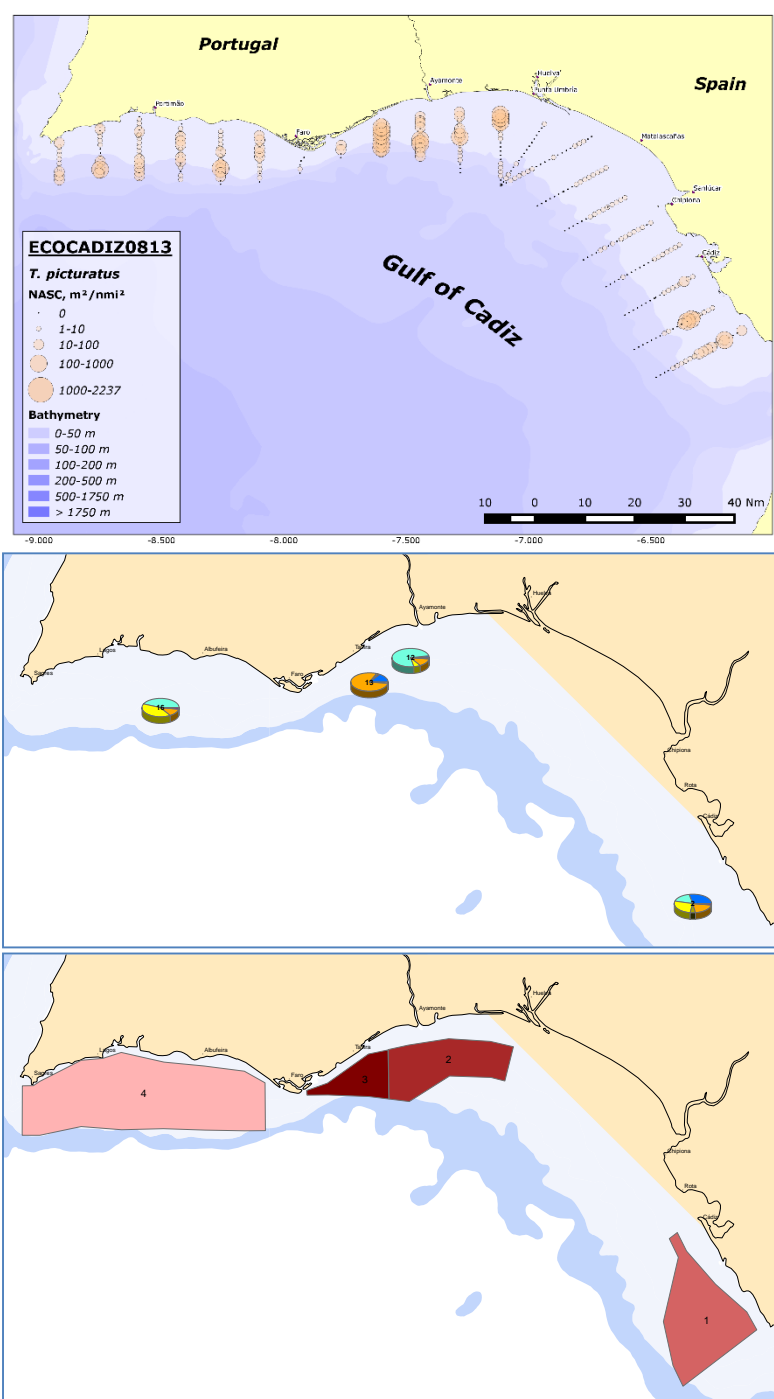 Portugal
Spain
Huelva
Ayamonte
Punta Umbría
Portimão
Faro
Matalascañas
Sanlúcar
Chipiona
Cádiz
Gulf of Cadiz
ECOCADIZ0813
T. picturatus
NASC, m²/nmi²
0
1-10
10-100
100-1000
1000-2237
Bathymetry
0-50 m
50-100 m
100-200 m
200-500 m
500-1750 m
> 1750 m
10 0 10 20 30 40 Nm
-9.000 -8.500 -8.000 -7.500 -7.000 -6.500
Huelva
Ayamonte
Lagos
Albufeira
Tavira
Sagres
Faro
12
13
15
Chipiona
Rota
Cádiz
2
Huelva
Ayamonte
Lagos
Albufeira
Tavira
Sagres
Faro
2
3
4
Chipiona
Rota
Cádiz
1